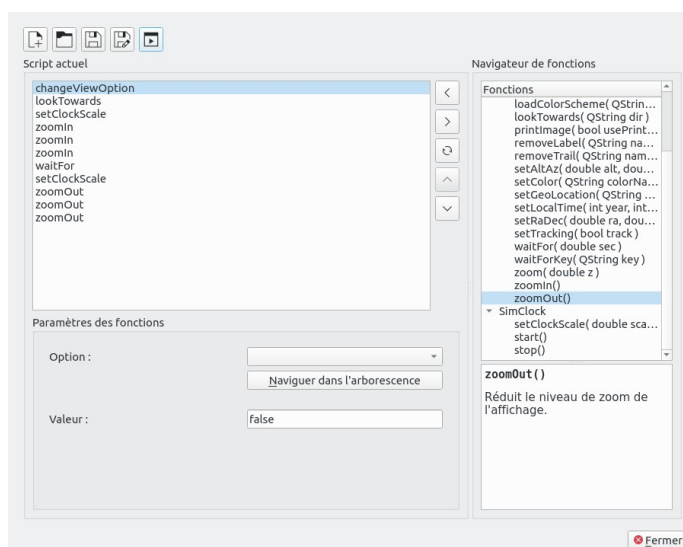 Script actuel
Navigateur de fonctions
changeViewOption
lookTowards
setClockScale
zoomIn
zoomIn
zoomIn
waitFor
setClockScale
zoomOut
zoomOut
zoomOut
Fonctions
loadColorScheme( QStrin...
lookTowards( QString dir )
printImage( bool usePrint...
removeLabel( QString na...
removeTrail( QString nam...
setAltAz( double alt, dou...
setColor( QString colorNa...
setGeoLocation( QString ...
setLocalTime( int year, int...
setRaDec( double ra, dou...
setTracking( bool track )
waitFor( double sec )
waitForKey( QString key )
zoom( double z )
zoomIn()
zoomOut()
SimClock
setClockScale( double sca...
start()
stop()
Paramètres des fonctions
Option :
Naviguer dans l'arborescence
Valeur :
false
zoomOut()
Réduit le niveau de zoom de
l'affichage.
Fermer